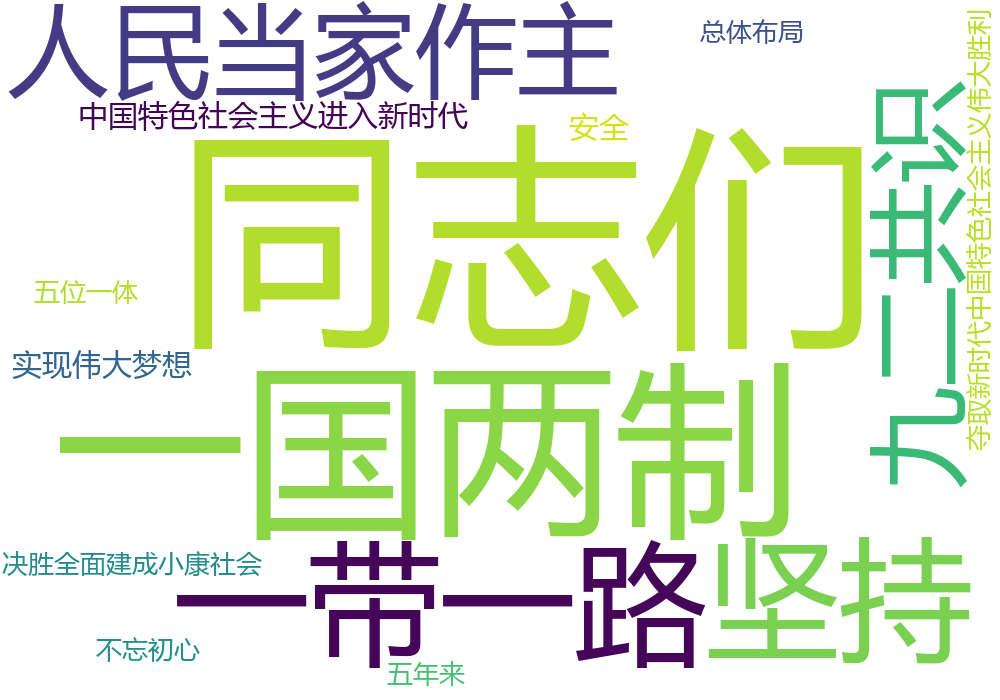 人民当家作主
总体布局
中国特色社会主义进入新时代
安全
同志们
九二共识
夺取新时代中国特色社会主义伟大胜利
五位一体
实现伟大梦想
一国两制
决胜全面建成小康社会
一带一路
坚持
不忘初心
五年来